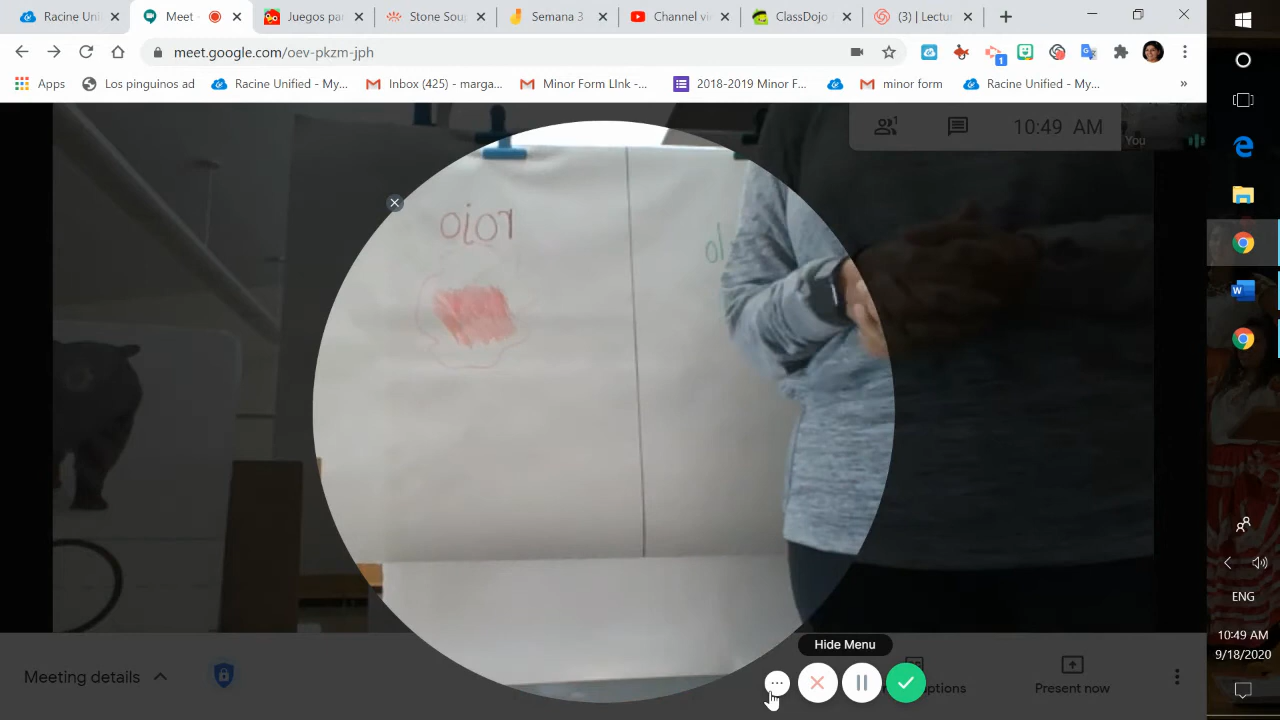 Racine Uni
Meet -
Juegos pa
Stone Sou
Semana 3
Channel vi
ClassDojo
(3) | Lectu
meet.google.com/oev-pkzm-jph
1
Apps
Los pinguinos ad
Racine Unified - My...
Inbox (425) - marga...
Minor Form LInk -...
2018-2019 Minor F...
minor form
Racine Unified - My...
»
1
10:49 AM
You
rojo
Hide Menu
Meeting details
ptions
Present now
ENG
10:49 AM
9/18/2020